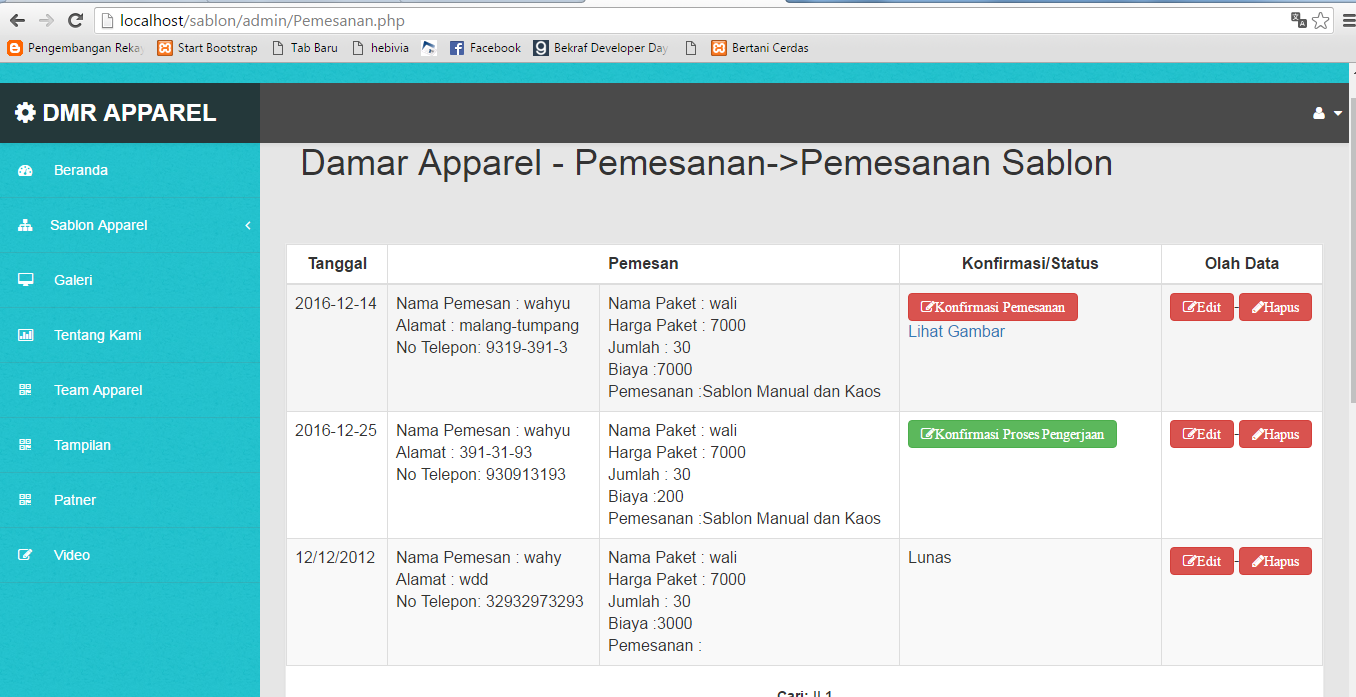 localhost/sablon/admin/Pemesanan.php
Pengembangan Reka Start Bootstrap Tab Baru hebivia Facebook Bekraf Developer Day Bertani Cerdas
DMR APPAREL
Beranda
Sablon Apparel
Galeri
Tentang Kami
Team Apparel
Tampilan
Patner
Video
Damar Apparel - Pemesanan->Pemesanan Sablon
Tanggal Pemesan Konfirmasi/Status Olah Data
2016-12-14
Nama Pemesan : wahyu
Alamat : malang-tumpang
No Telepon: 9319-391-3
Nama Paket : wali
Harga Paket : 7000
Jumlah : 30
Biaya :7000
Pemesanan :Sablon Manual dan Kaos
Konfirmasi Pemesanan
Lihat Gambar
Edit - Hapus
2016-12-25
Nama Pemesan : wahyu
Alamat : 391-31-93
No Telepon: 930913193
Nama Paket : wali
Harga Paket : 7000
Jumlah : 30
Biaya :200
Pemesanan :Sablon Manual dan Kaos
Konfirmasi Proses Pengerjaan
Edit - Hapus
12/12/2012
Nama Pemesan : wahy
Alamat : wdd
No Telepon: 32932973293
Nama Paket : wali
Harga Paket : 7000
Jumlah : 30
Biaya :3000
Pemesanan :
Lunas
Edit - Hapus
Cari: || 1